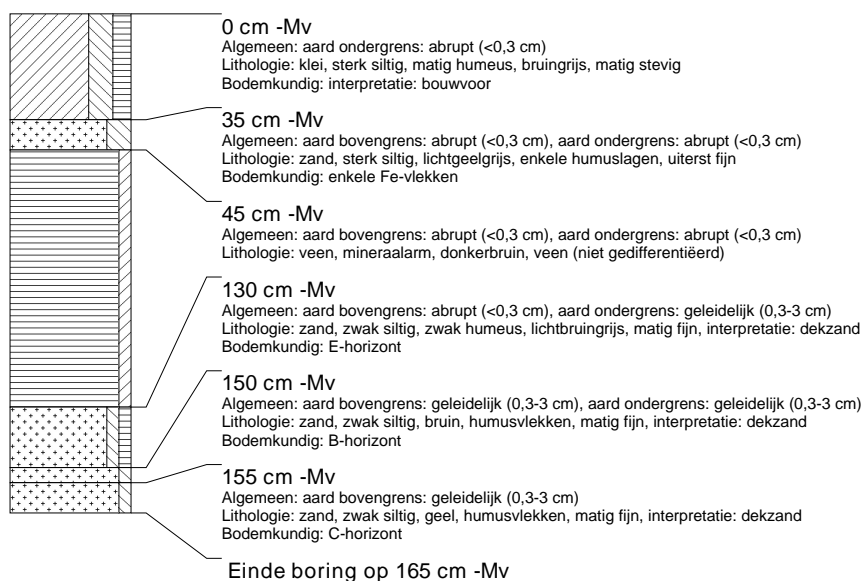 0 cm -Mv
Algemeen: aard ondergrens: abrupt (<0,3 cm)
Lithologie: klei, sterk siltig, matig humeus, bruingrijs, matig stevig
Bodemkundig: interpretatie: bouwvoor
35 cm -Mv
Algemeen: aard bovengrens: abrupt (<0,3 cm), aard ondergrens: abrupt (<0,3 cm)
Lithologie: zand, sterk siltig, lichtgeelgrijs, enkele humuslagen, uiterst fijn
Bodemkundig: enkele Fe-vlekken
45 cm -Mv
Algemeen: aard bovengrens: abrupt (<0,3 cm), aard ondergrens: abrupt (<0,3 cm)
Lithologie: veen, mineraalarm, donkerbruin, veen (niet gedifferentiëerd)
130 cm -Mv
Algemeen: aard bovengrens: abrupt (<0,3 cm), aard ondergrens: geleidelijk (0,3-3 cm)
Lithologie: zand, zwak siltig, zwak humeus, lichtbruingrijs, matig fijn, interpretatie: dekzand
Bodemkundig: E-horizont
150 cm -Mv
Algemeen: aard bovengrens: geleidelijk (0,3-3 cm), aard ondergrens: geleidelijk (0,3-3 cm)
Lithologie: zand, zwak siltig, bruin, humusvlekken, matig fijn, interpretatie: dekzand
Bodemkundig: B-horizont
155 cm -Mv
Algemeen: aard bovengrens: geleidelijk (0,3-3 cm)
Lithologie: zand, zwak siltig, geel, humusvlekken, matig fijn, interpretatie: dekzand
Bodemkundig: C-horizont
Einde boring op 165 cm -Mv